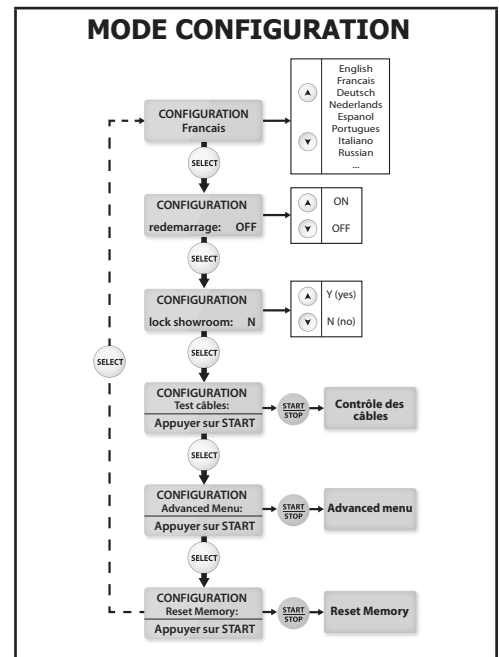 MODE CONFIGURATION
CONFIGURATION
Francais
English
Francais
Deutsch
Nederlands
Espanol
Portugues
Italiano
Russian
...
SELECT
CONFIGURATION
redemarrage: OFF
ON
OFF
SELECT
CONFIGURATION
lock showroom: N
Y (yes)
N (no)
SELECT
SELECT
CONFIGURATION
Test câbles:
Appuyer sur START
START
STOP
Contrôle des
câbles
SELECT
CONFIGURATION
Advanced Menu:
Appuyer sur START
START
STOP
Advanced menu
SELECT
CONFIGURATION
Reset Memory:
Appuyer sur START
START
STOP
Reset Memory